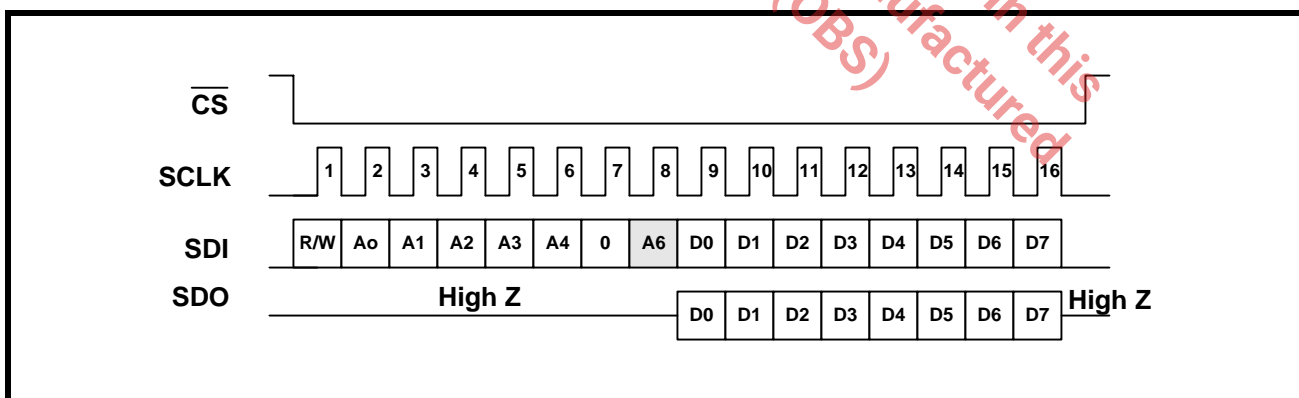 in this
nufactured
(OBS)
CS
SCLK 1 2 3 4 5 6 7 8 9 10 11 12 13 14 15 16
SDI R/W Ao A1 A2 A3 A4 0 A6 D0 D1 D2 D3 D4 D5 D6 D7
SDO High Z D0 D1 D2 D3 D4 D5 D6 D7 High Z